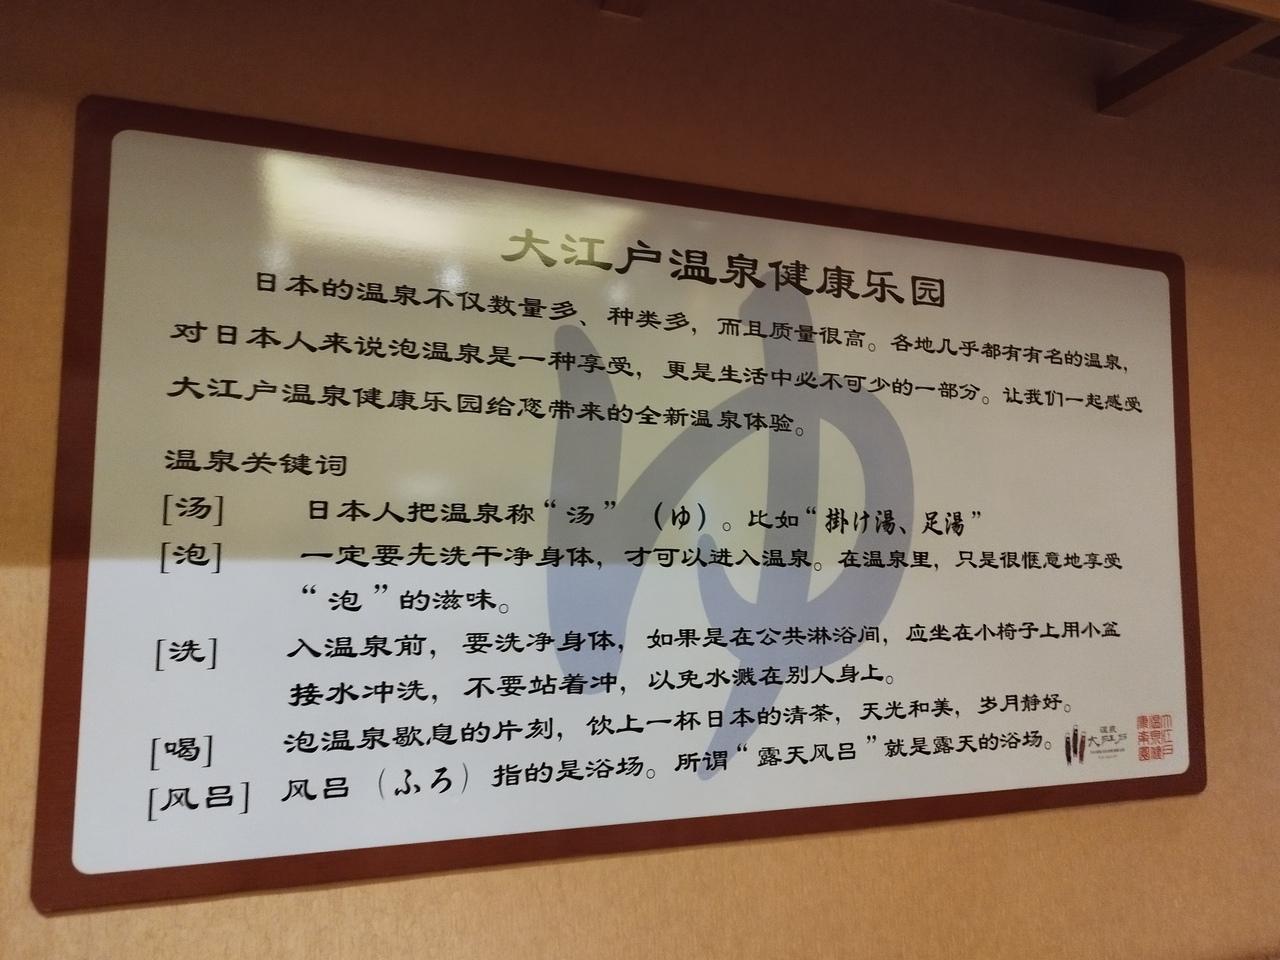 大江户温泉健康乐园
日本的温泉不仅数量多、种类多，而且质量很高。各地几乎都有有名的温泉，
对日本人来说泡温泉是一种享受，更是生活中必不可少的一部分。让我们一起感受
大江户温泉健康乐园给您带来的全新温泉体验。
温泉关键词
[汤] 日本人把温泉称“汤”（ゆ）。比如“掛け湯、足湯”
[泡] 一定要先洗干净身体，才可以进入温泉。在温泉里，只是很惬意地享受
“泡”的滋味。
[洗] 入温泉前，要洗净身体，如果是在公共淋浴间，应坐在小椅子上用小盆
接水冲洗，不要站着冲，以免水溅在别人身上。
[喝] 泡温泉歇息的片刻，饮上一杯日本的清茶，天光和美，岁月静好。
[风吕] 风吕（ふろ）指的是浴场。所谓“露天风吕”就是露天的浴场。
ゆ
温泉